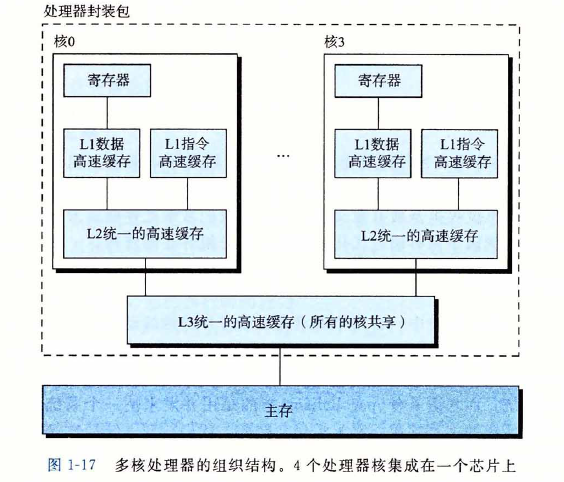 处理器封装包
核0
核3
寄存器
寄存器
L1数据
高速缓存
L1指令
高速缓存
...
L1数据
高速缓存
L1指令
高速缓存
L2统一的高速缓存
L2统一的高速缓存
L3统一的高速缓存（所有的核共享）
主存
图 1-17 多核处理器的组织结构。4 个处理器核集成在一个芯片上